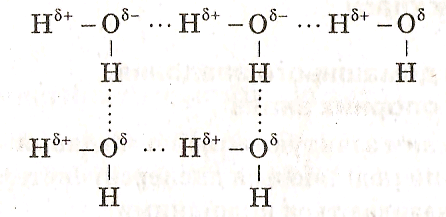 Hδ+ – Oδ– ··· Hδ+ – Oδ– ··· Hδ+ – Oδ
H H H
Hδ+ – Oδ ··· Hδ+ – Oδ
H H